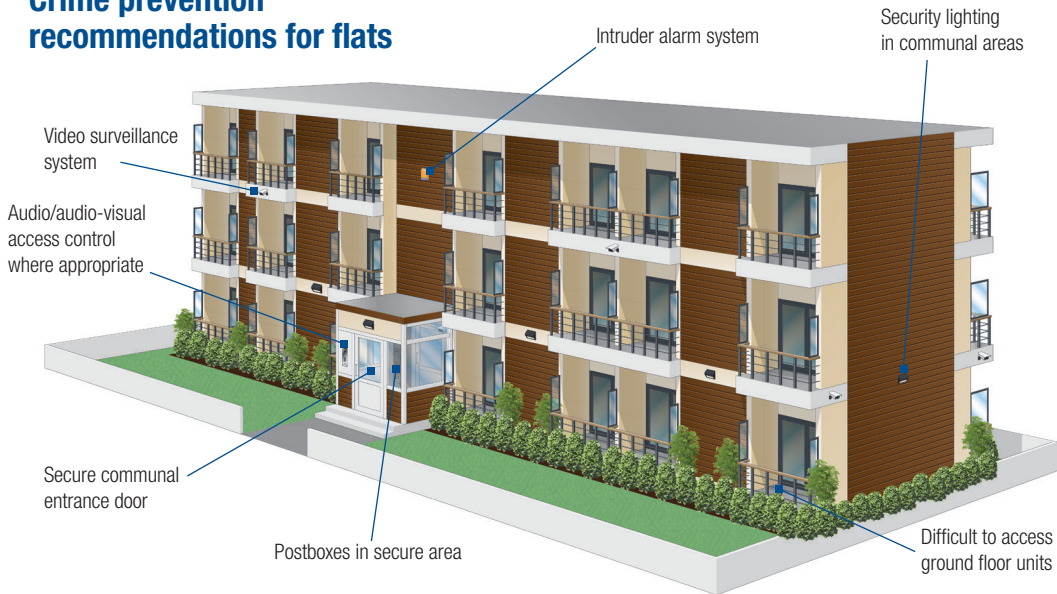 Crime prevention
recommendations for flats
Intruder alarm system
Security lighting
in communal areas
Video surveillance
system
Audio/audio-visual
access control
where appropriate
Secure communal
entrance door
Postboxes in secure area
Difficult to access
ground floor units